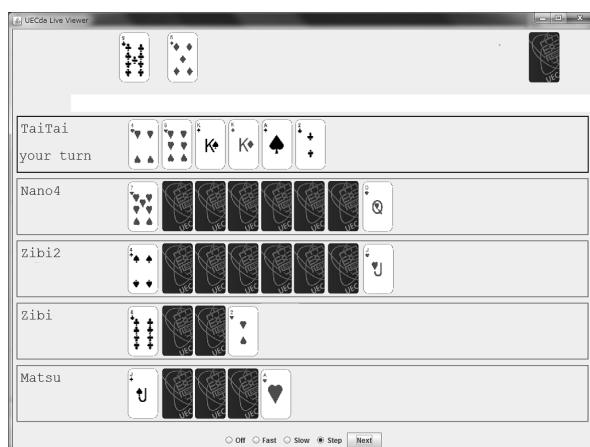 UECda Live Viewer
TaiTai
your turn
Nano4
Zibi2
Zibi
Matsu
Off Fast Slow Step Next